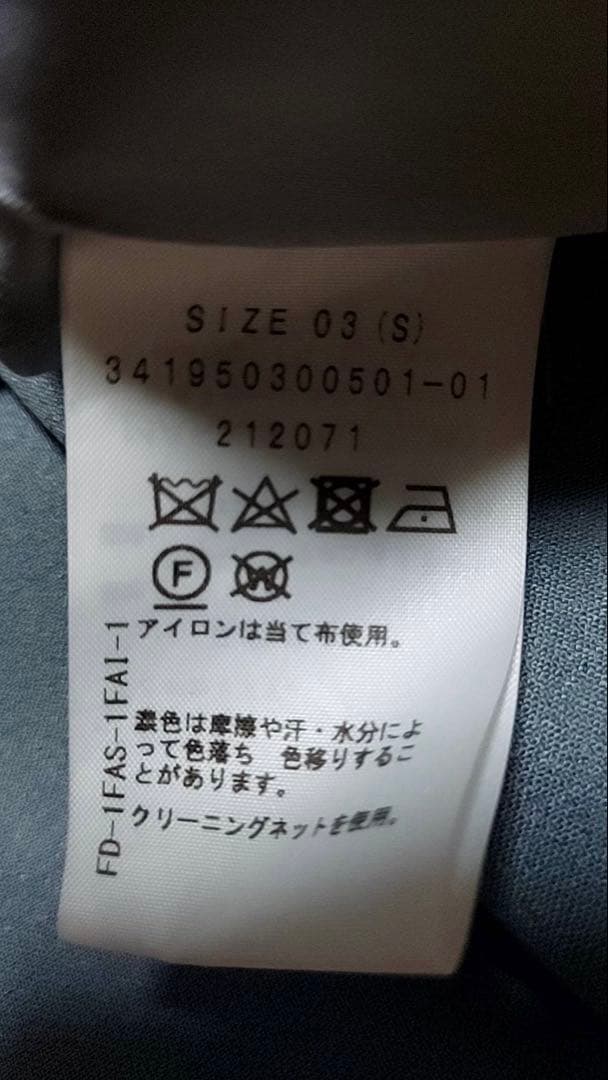 SIZE 03 (S)
341950300501-01
212071
F
W
アイロンは当て布使用。
濃色は摩擦や汗・水分によ
って色落ち 色移りするこ
とがあります。
クリーニングネットを使用。
FD-1FAS-1FAI-1